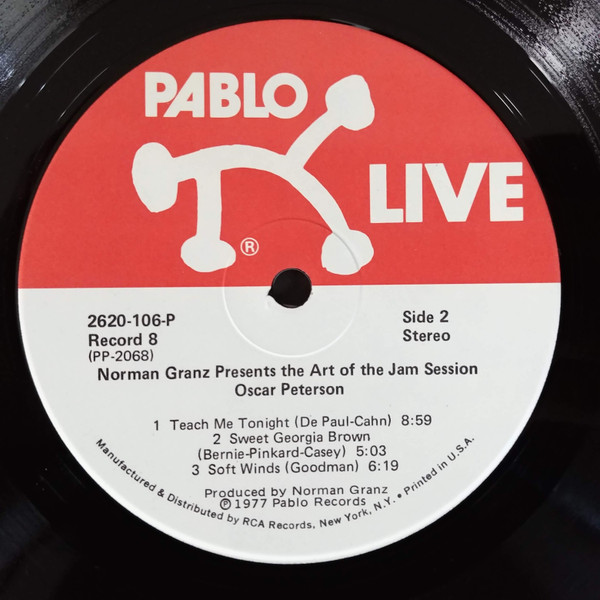 PABLO
LIVE
®
2620-106-P
Record 8
(PP-2068)
Side 2
Stereo
Norman Granz Presents the Art of the Jam Session
Oscar Peterson
1 Teach Me Tonight (De Paul-Cahn) 8:59
2 Sweet Georgia Brown
(Bernie-Pinkard-Casey) 5:03
3 Soft Winds (Goodman) 6:19
Produced by Norman Granz
℗ 1977 Pablo Records
Manufactured & Distributed by RCA Records, New York, N.Y. • Printed in U.S.A.